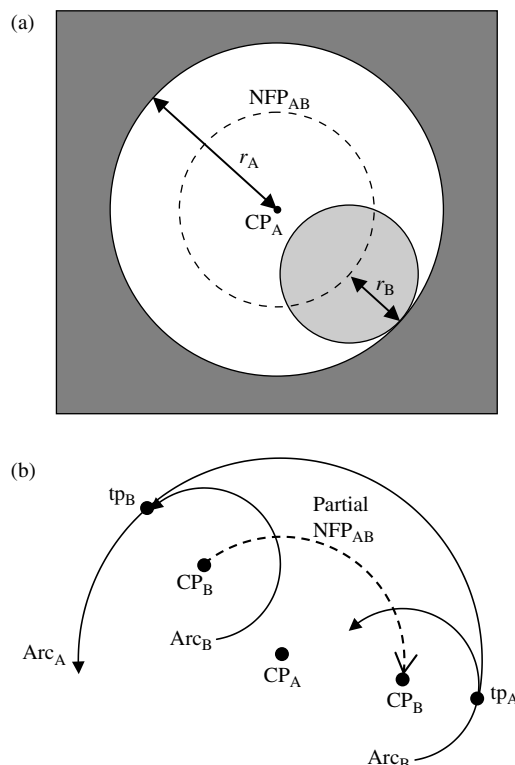 (a)
NFP_AB
r_A
CP_A
r_B
(b)
tp_B
Partial
NFP_AB
CP_B
Arc_A
Arc_B
CP_A
CP_B
tp_A
Arc_B